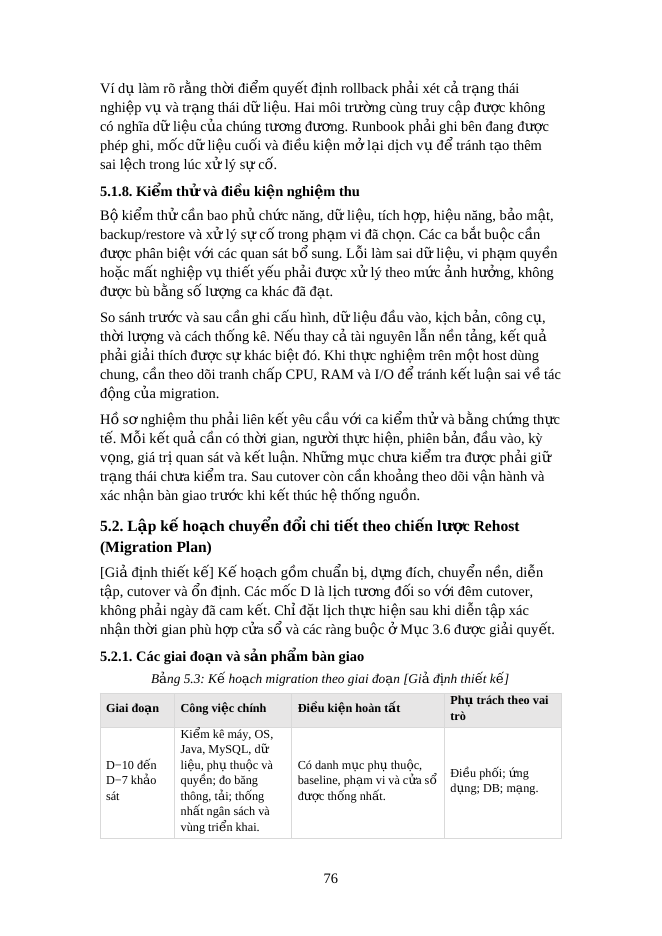 Ví dụ làm rõ rằng thời điểm quyết định rollback phải xét cả trạng thái
nghiệp vụ và trạng thái dữ liệu. Hai môi trường cùng truy cập được không
có nghĩa dữ liệu của chúng tương đương. Runbook phải ghi bên đang được
phép ghi, mốc dữ liệu cuối và điều kiện mở lại dịch vụ để tránh tạo thêm
sai lệch trong lúc xử lý sự cố.
5.1.8. Kiểm thử và điều kiện nghiệm thu
Bộ kiểm thử cần bao phủ chức năng, dữ liệu, tích hợp, hiệu năng, bảo mật,
backup/restore và xử lý sự cố trong phạm vi đã chọn. Các ca bắt buộc cần
được phân biệt với các quan sát bổ sung. Lỗi làm sai dữ liệu, vi phạm quyền
hoặc mất nghiệp vụ thiết yếu phải được xử lý theo mức ảnh hưởng, không
được bù bằng số lượng ca khác đã đạt.
So sánh trước và sau cần ghi cấu hình, dữ liệu đầu vào, kịch bản, công cụ,
thời lượng và cách thống kê. Nếu thay cả tài nguyên lẫn nền tảng, kết quả
phải giải thích được sự khác biệt đó. Khi thực nghiệm trên một host dùng
chung, cần theo dõi tranh chấp CPU, RAM và I/O để tránh kết luận sai về tác
động của migration.
Hồ sơ nghiệm thu phải liên kết yêu cầu với ca kiểm thử và bằng chứng thực
tế. Mỗi kết quả cần có thời gian, người thực hiện, phiên bản, đầu vào, kỳ
vọng, giá trị quan sát và kết luận. Những mục chưa kiểm tra được phải giữ
trạng thái chưa kiểm tra. Sau cutover còn cần khoảng theo dõi vận hành và
xác nhận bàn giao trước khi kết thúc hệ thống nguồn.
5.2. Lập kế hoạch chuyển đổi chi tiết theo chiến lược Rehost
(Migration Plan)
[Giả định thiết kế] Kế hoạch gồm chuẩn bị, dựng đích, chuyển nền, diễn
tập, cutover và ổn định. Các mốc D là lịch tương đối so với đêm cutover,
không phải ngày đã cam kết. Chỉ đặt lịch thực hiện sau khi diễn tập xác
nhận thời gian phù hợp cửa sổ và các ràng buộc ở Mục 3.6 được giải quyết.
5.2.1. Các giai đoạn và sản phẩm bàn giao
Bảng 5.3: Kế hoạch migration theo giai đoạn [Giả định thiết kế]
Giai đoạn
Công việc chính
Điều kiện hoàn tất
Phụ trách theo vai
trò
D−10 đến
D−7 khảo
sát
Kiểm kê máy, OS,
Java, MySQL, dữ
liệu, phụ thuộc và
quyền; đo băng
thông, tải; thống
nhất ngân sách và
vùng triển khai.
Có danh mục phụ thuộc,
baseline, phạm vi và cửa sổ
được thống nhất.
Điều phối; ứng
dụng; DB; mạng.
76